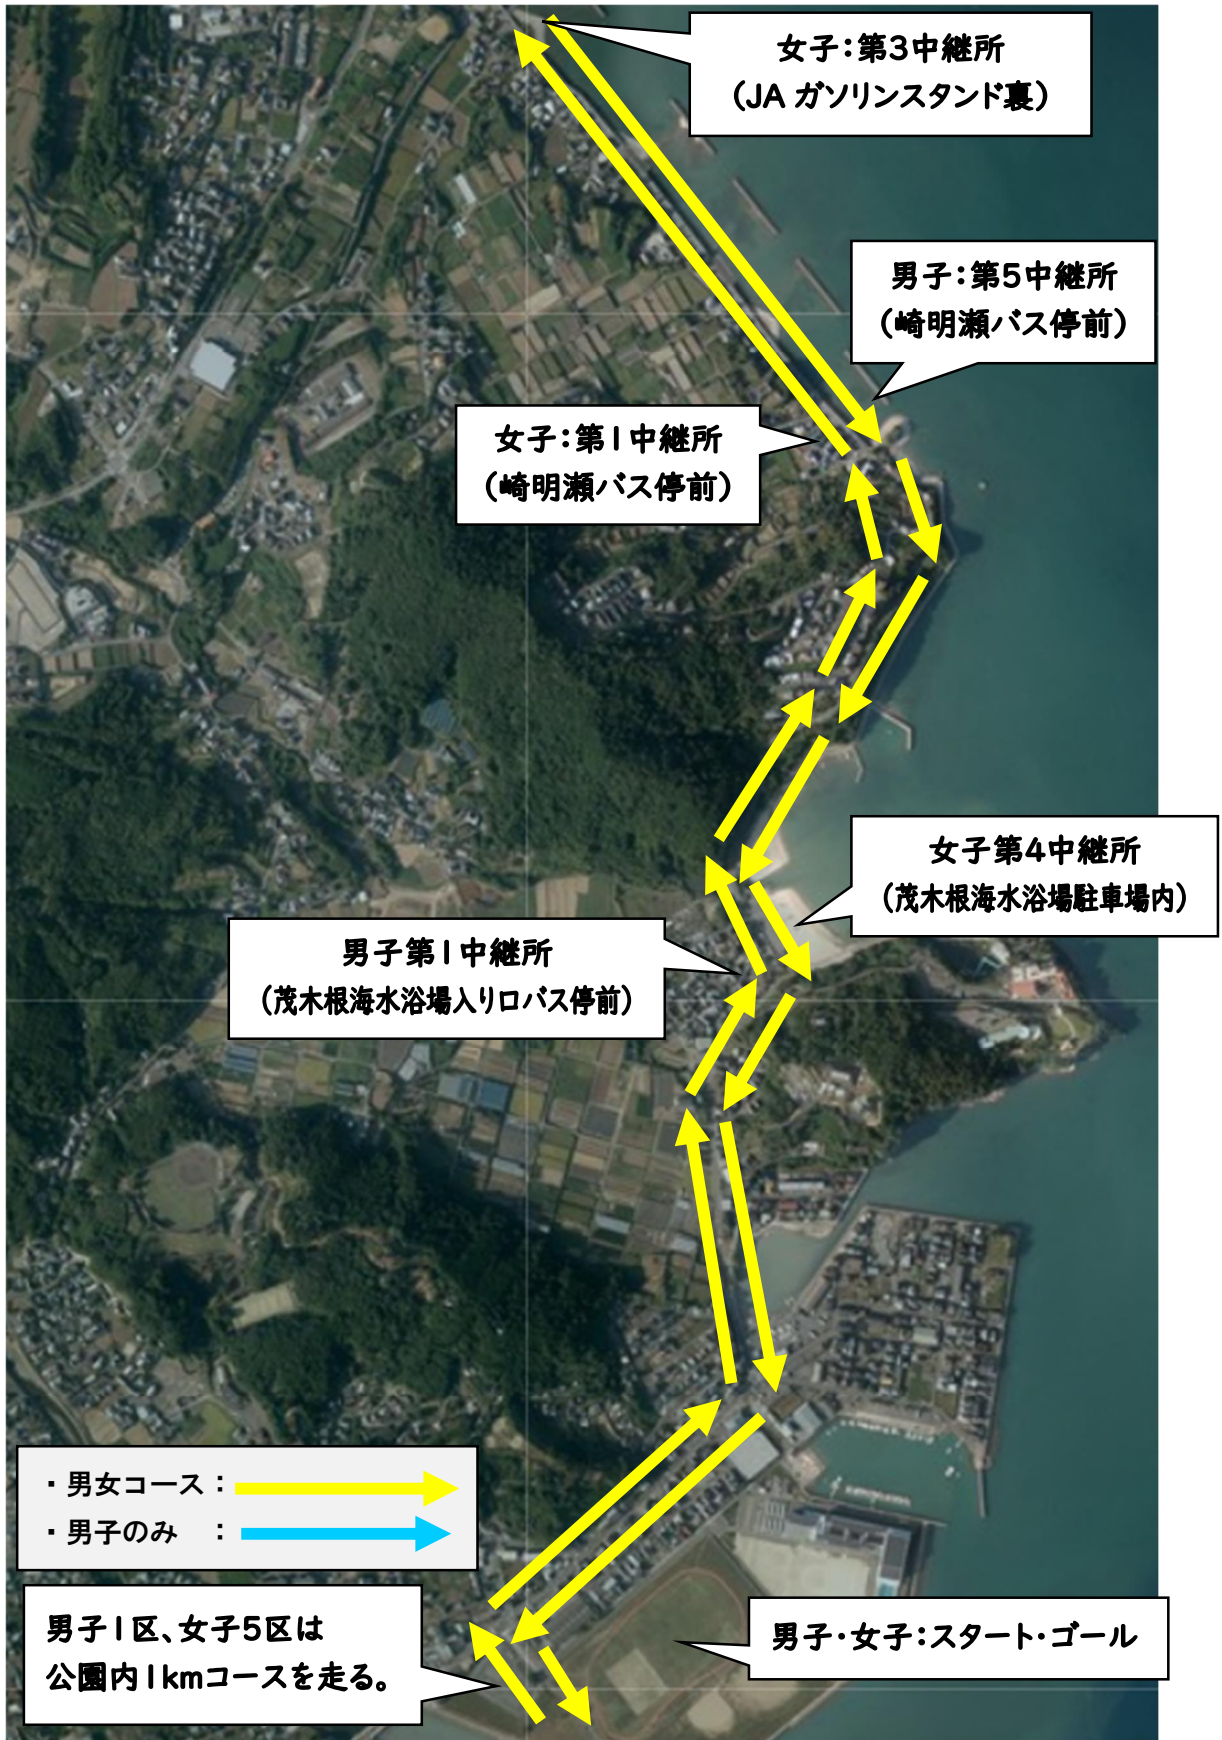 女子:第3中継所
(JA ガソリンスタンド裏)
男子:第5中継所
(崎明瀬バス停前)
女子:第1中継所
(崎明瀬バス停前)
女子第4中継所
(茂木根海水浴場駐車場内)
男子第1中継所
(茂木根海水浴場入り口バス停前)
・男女コース:
・男子のみ :
男子1区、女子5区は
公園内1kmコースを走る。
男子・女子:スタート・ゴール